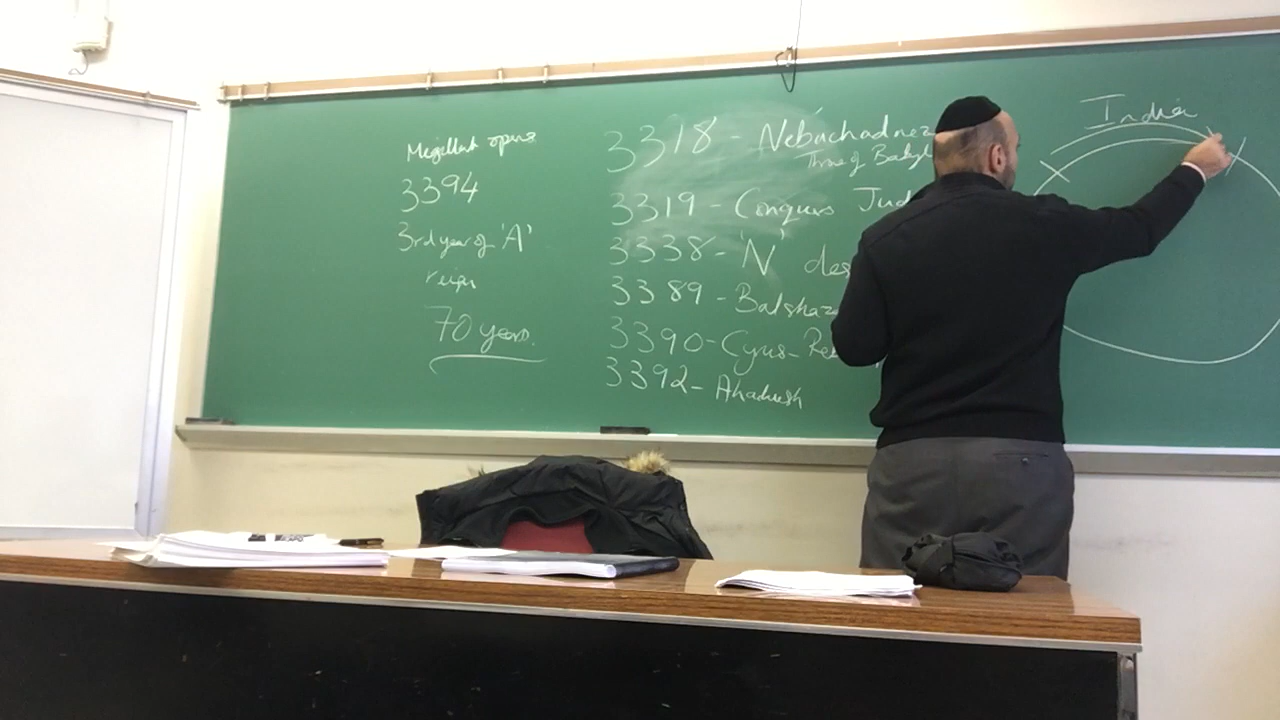 Megillah opens
3394
3rd year of 'A'
reign
70 years.
3318 - Nebuchadnez
Throne of Babyl
3319 - Conquers Jud
3338 - 'N' des
3389 - Balshaz
3390 - Cyrus - Re
3392 - Ahashush
India